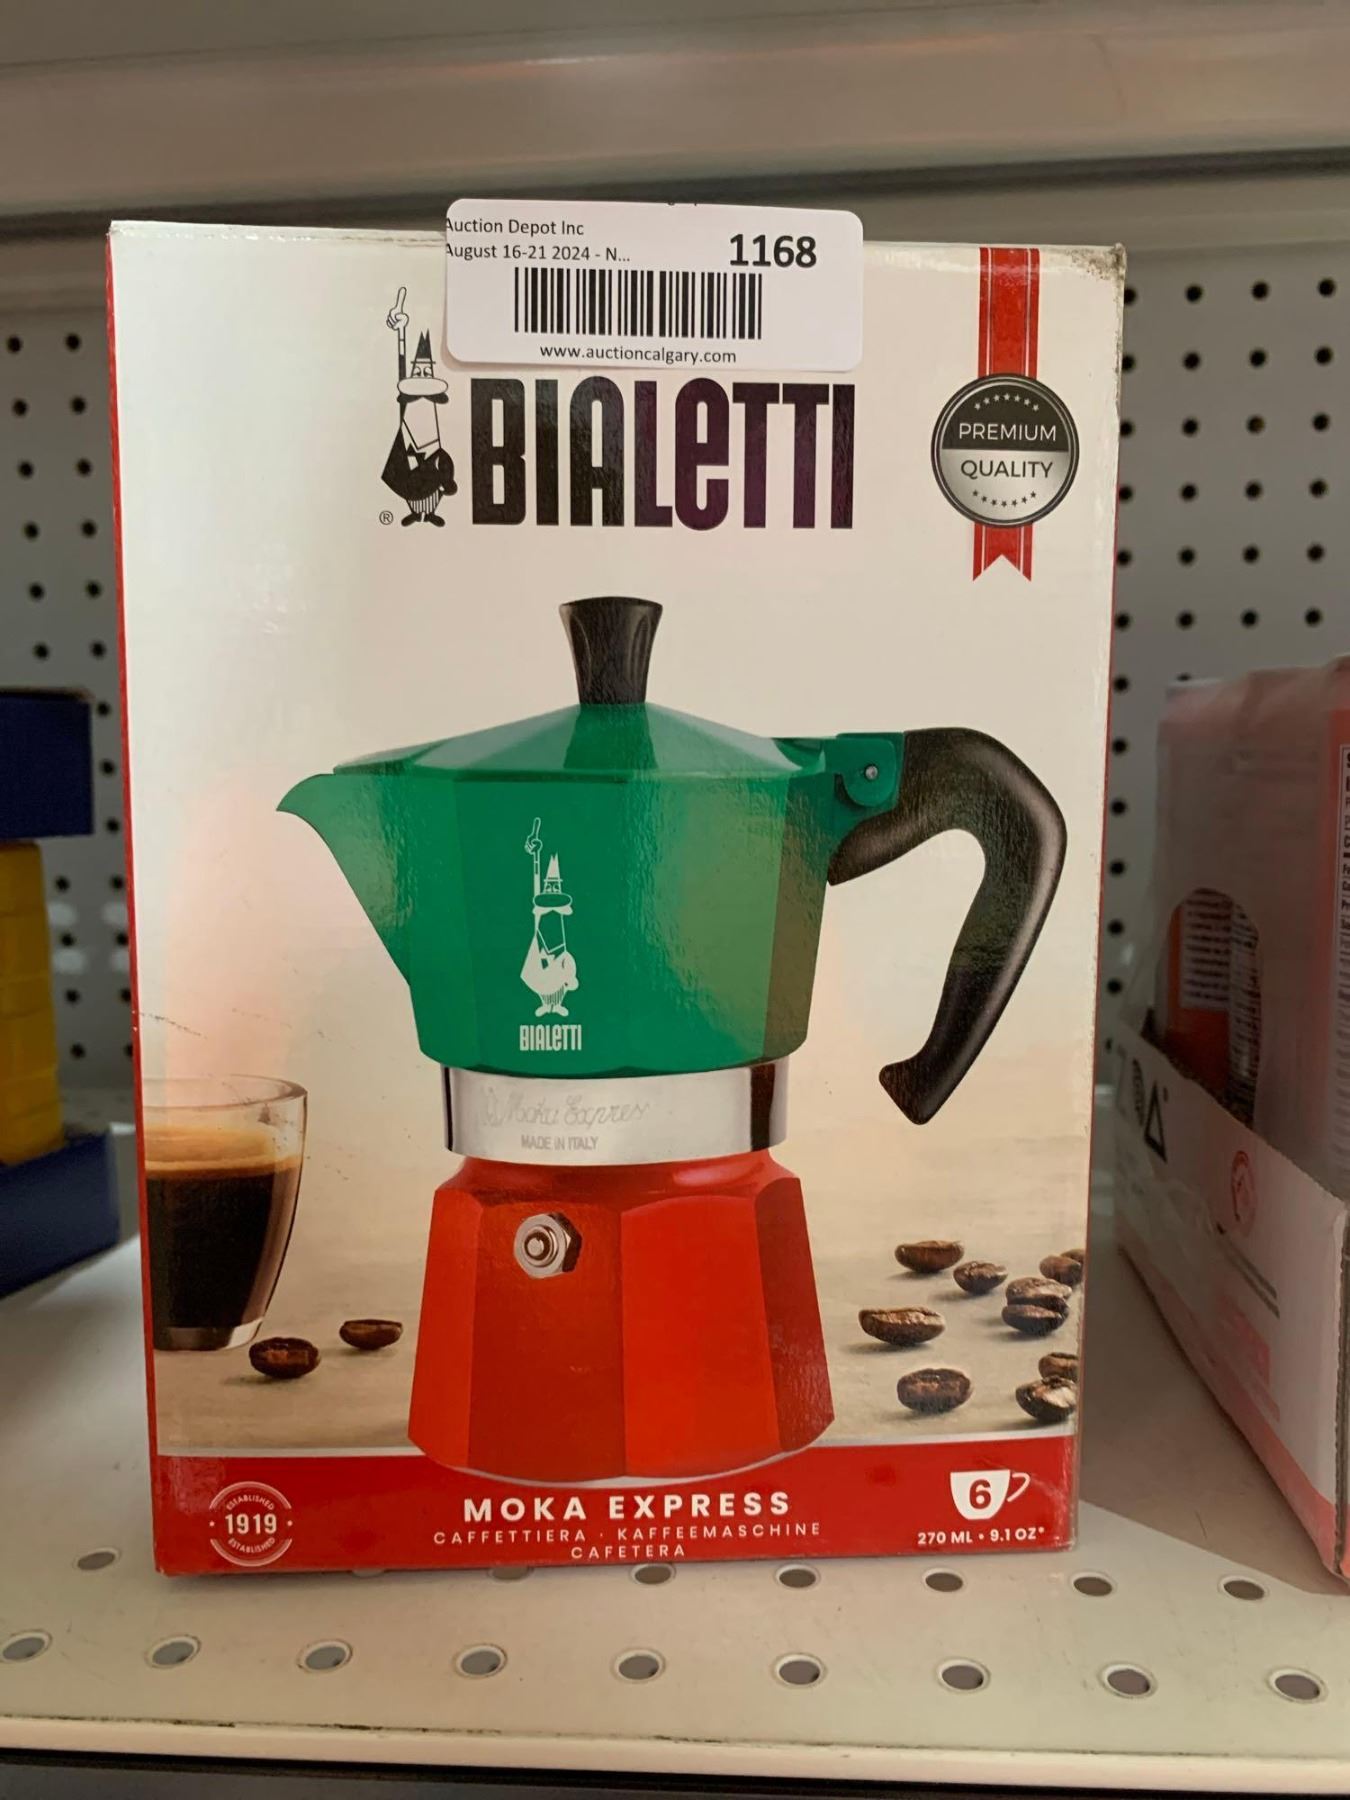 Auction Depot Inc
August 16-21 2024 - N...
1168
www.auctioncalgary.com
BIALETTI
®
PREMIUM
QUALITY
BIALETTI
Moka Express
MADE IN ITALY
ESTABLISHED
1919
ESTABLISHED
MOKA EXPRESS
CAFFETTIERA · KAFFEEMASCHINE
CAFETERA
6
270 ML • 9.1 OZ*